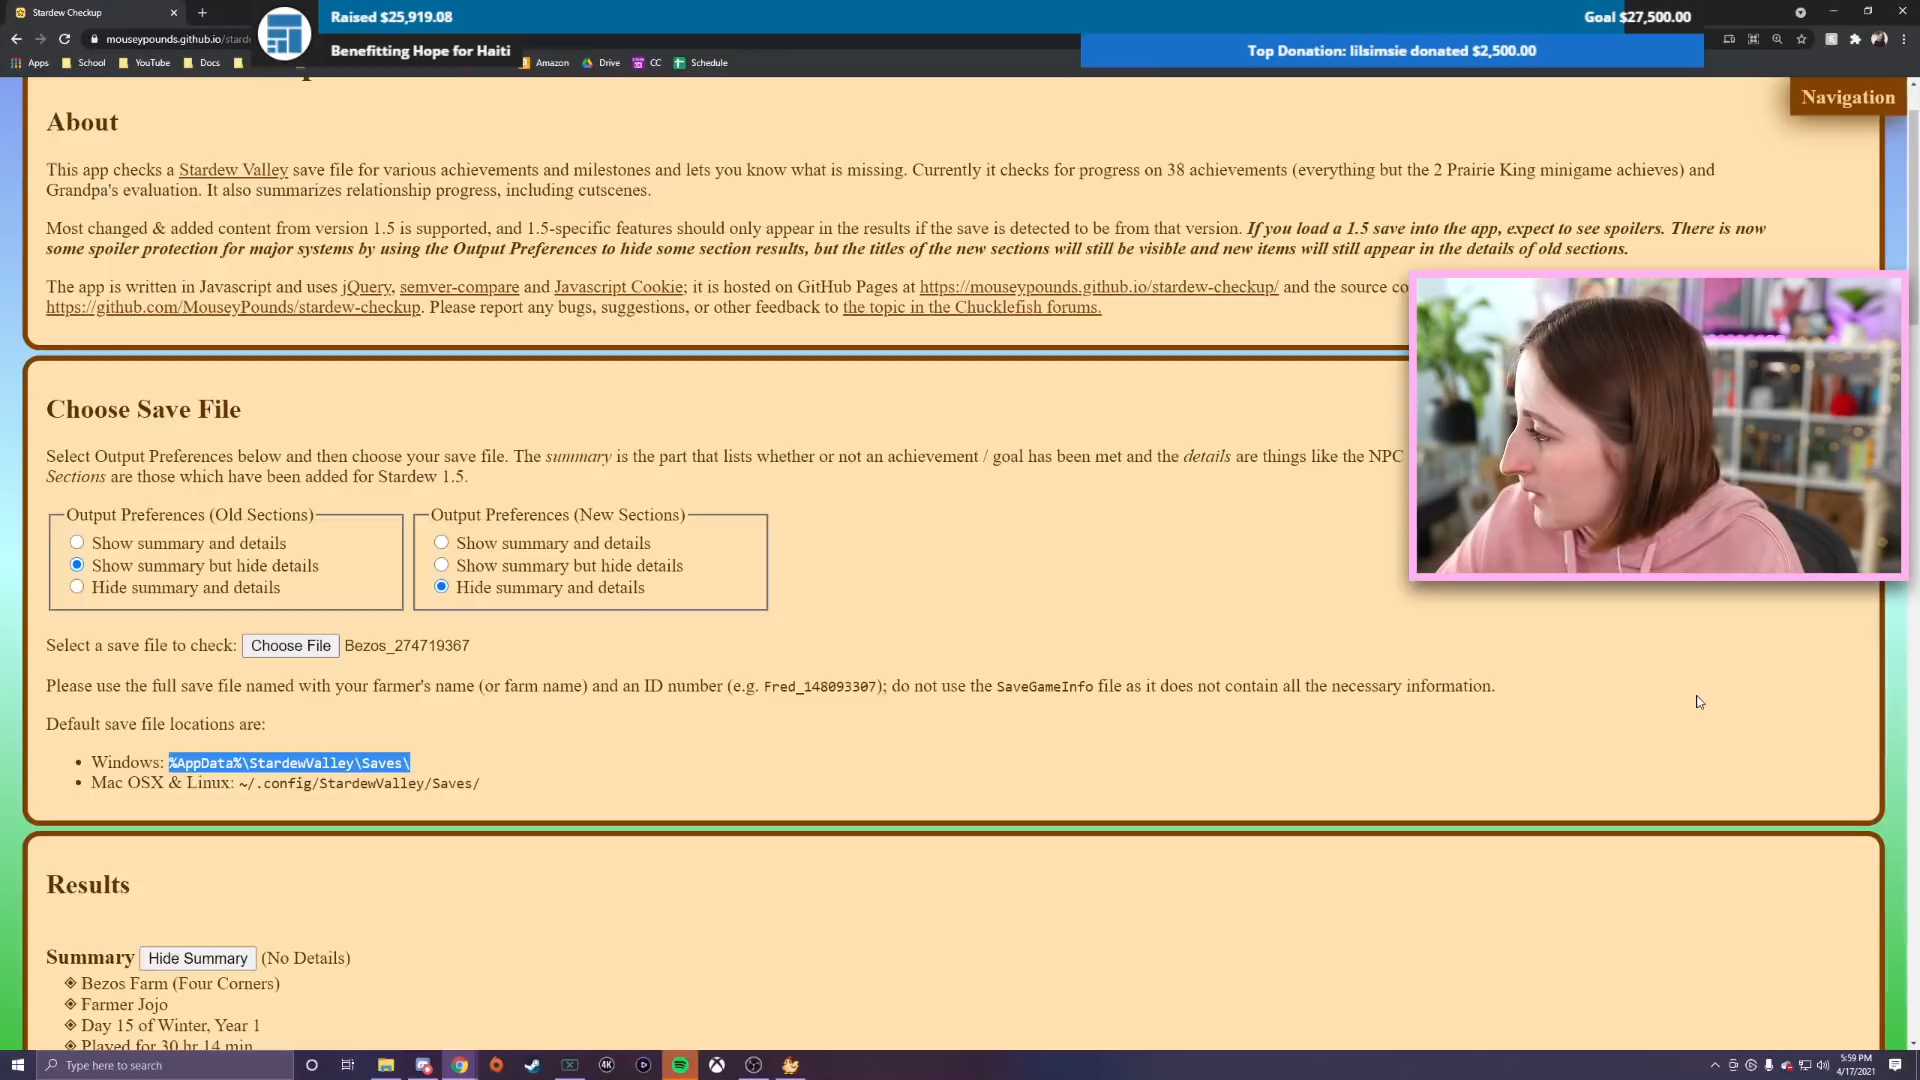 Stardew Checkup
Raised $25,919.08
Goal $27,500.00
mouseypounds.github.io/stard
Benefitting Hope for Haiti
Top Donation: lilsimsie donated $2,500.00
Apps School YouTube Docs Amazon Drive CC Schedule
Navigation
About
This app checks a Stardew Valley save file for various achievements and milestones and lets you know what is missing. Currently it checks for progress on 38 achievements (everything but the 2 Prairie King minigame achieves) and
Grandpa's evaluation. It also summarizes relationship progress, including cutscenes.
Most changed & added content from version 1.5 is supported, and 1.5-specific features should only appear in the results if the save is detected to be from that version. If you load a 1.5 save into the app, expect to see spoilers. There is now
some spoiler protection for major systems by using the Output Preferences to hide some section results, but the titles of the new sections will still be visible and new items will still appear in the details of old sections.
The app is written in Javascript and uses jQuery, semver-compare and Javascript Cookie; it is hosted on GitHub Pages at https://mouseypounds.github.io/stardew-checkup/ and the source co
https://github.com/MouseyPounds/stardew-checkup. Please report any bugs, suggestions, or other feedback to the topic in the Chucklefish forums.
Choose Save File
Select Output Preferences below and then choose your save file. The summary is the part that lists whether or not an achievement / goal has been met and the details are things like the NPC
Sections are those which have been added for Stardew 1.5.
Output Preferences (Old Sections) Output Preferences (New Sections)
Show summary and details Show summary and details
Show summary but hide details Show summary but hide details
Hide summary and details Hide summary and details
Select a save file to check: Choose File Bezos_274719367
Please use the full save file named with your farmer's name (or farm name) and an ID number (e.g. Fred_148093307); do not use the SaveGameInfo file as it does not contain all the necessary information.
Default save file locations are:
• Windows: %AppData%\StardewValley\Saves\
• Mac OSX & Linux: ~/.config/StardewValley/Saves/
Results
Summary Hide Summary (No Details)
Bezos Farm (Four Corners)
Farmer Jojo
Day 15 of Winter, Year 1
Played for 30 hr 14 min
Type here to search
4K
5:59 PM
4/17/2021